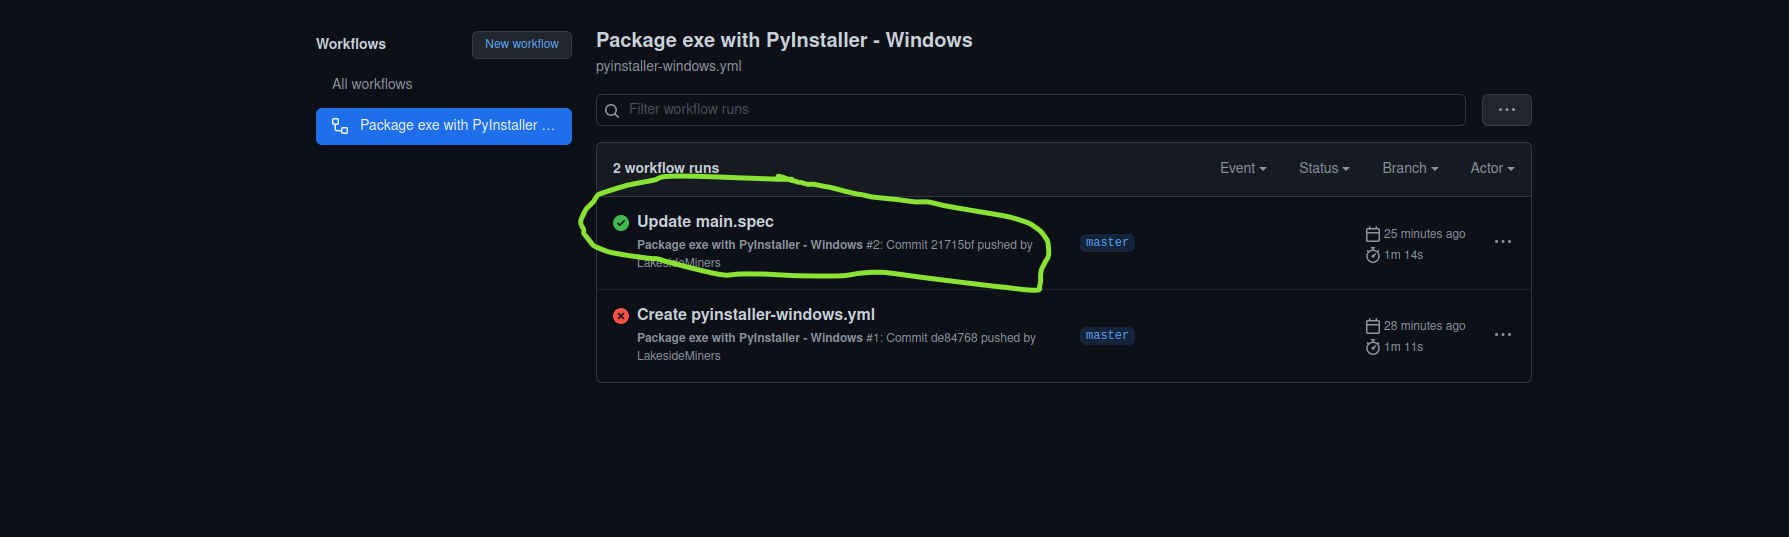 Workflows
New workflow
All workflows
Package exe with PyInstaller ...
Package exe with PyInstaller - Windows
pyinstaller-windows.yml
Filter workflow runs
2 workflow runs
Event
Status
Branch
Actor
Update main.spec
Package exe with PyInstaller - Windows #2: Commit 21715bf pushed by
LakesideMiners
master
25 minutes ago
1m 14s
Create pyinstaller-windows.yml
Package exe with PyInstaller - Windows #1: Commit de84768 pushed by
LakesideMiners
master
28 minutes ago
1m 11s